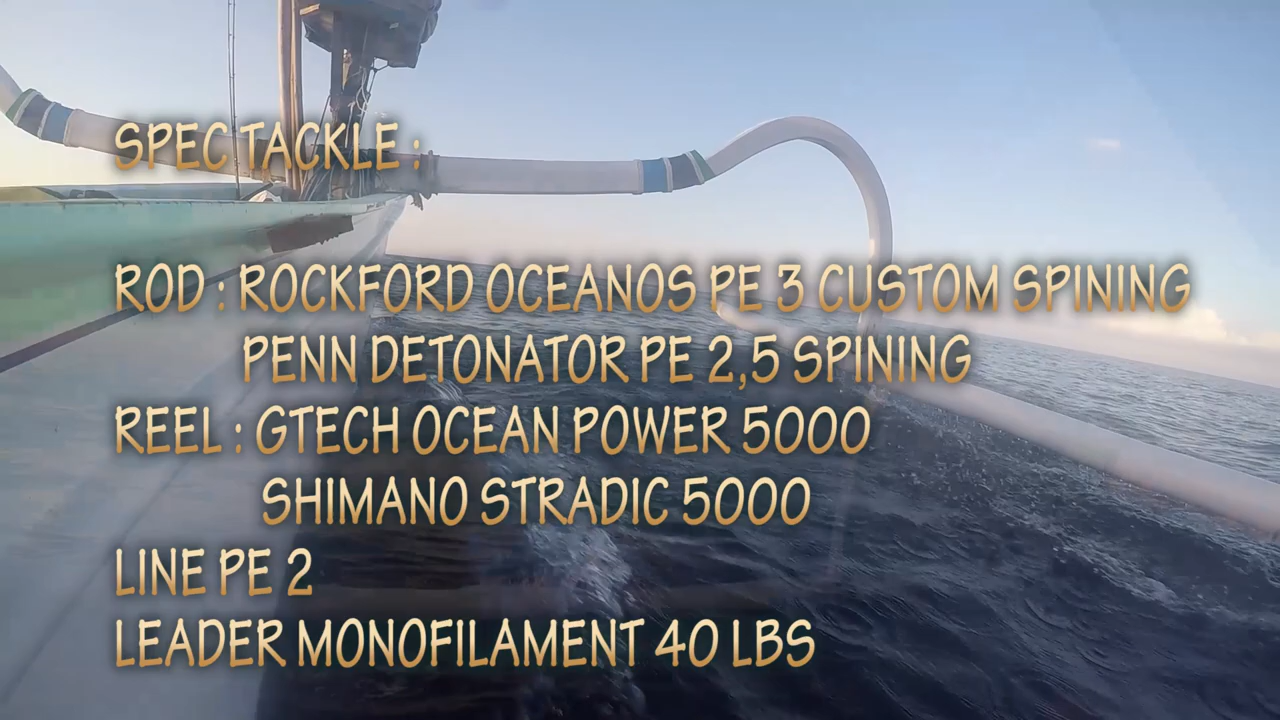 SPEC TACKLE :
ROD : ROCKFORD OCEANOS PE 3 CUSTOM SPINING
PENN DETONATOR PE 2,5 SPINING
REEL : GTECH OCEAN POWER 5000
SHIMANO STRADIC 5000
LINE PE 2
LEADER MONOFILAMENT 40 LBS